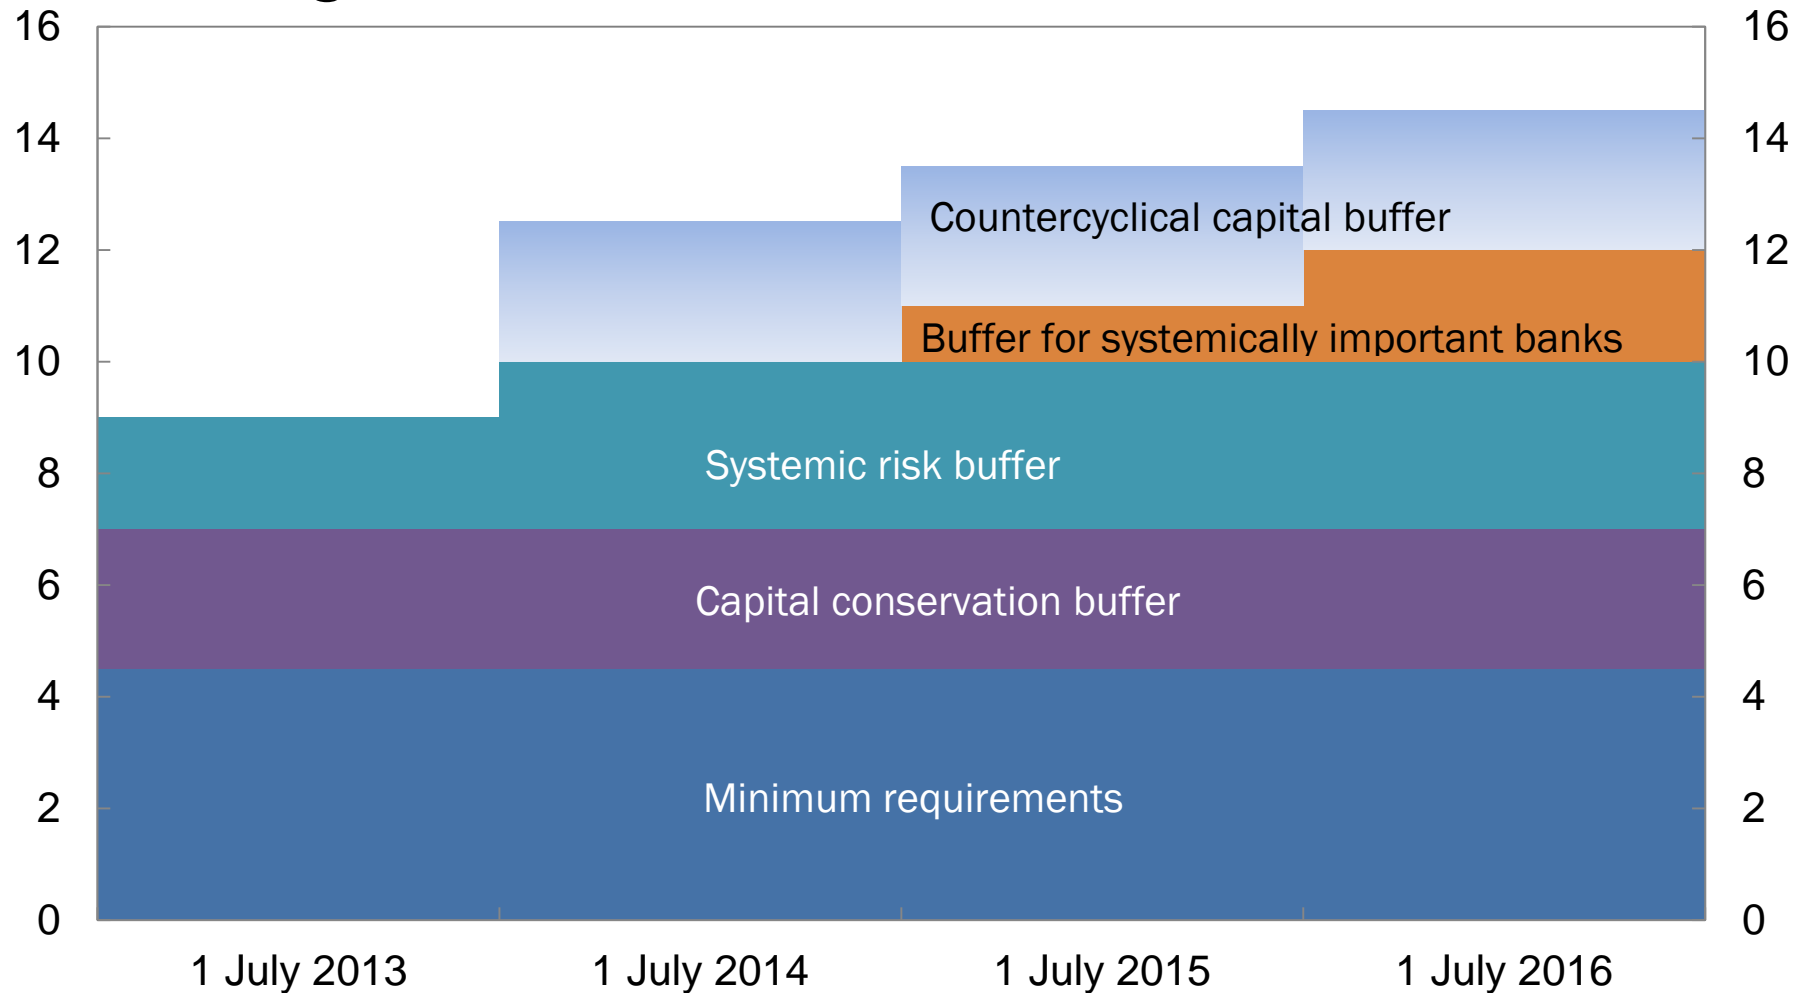 16 16
14 14
Countercyclical capital buffer
12 12
Buffer for systemically important banks
10 10
Systemic risk buffer
8 8
6 6
Capital conservation buffer
4 4
Minimum requirements
2 2
0 0
1 July 2013 1 July 2014 1 July 2015 1 July 2016